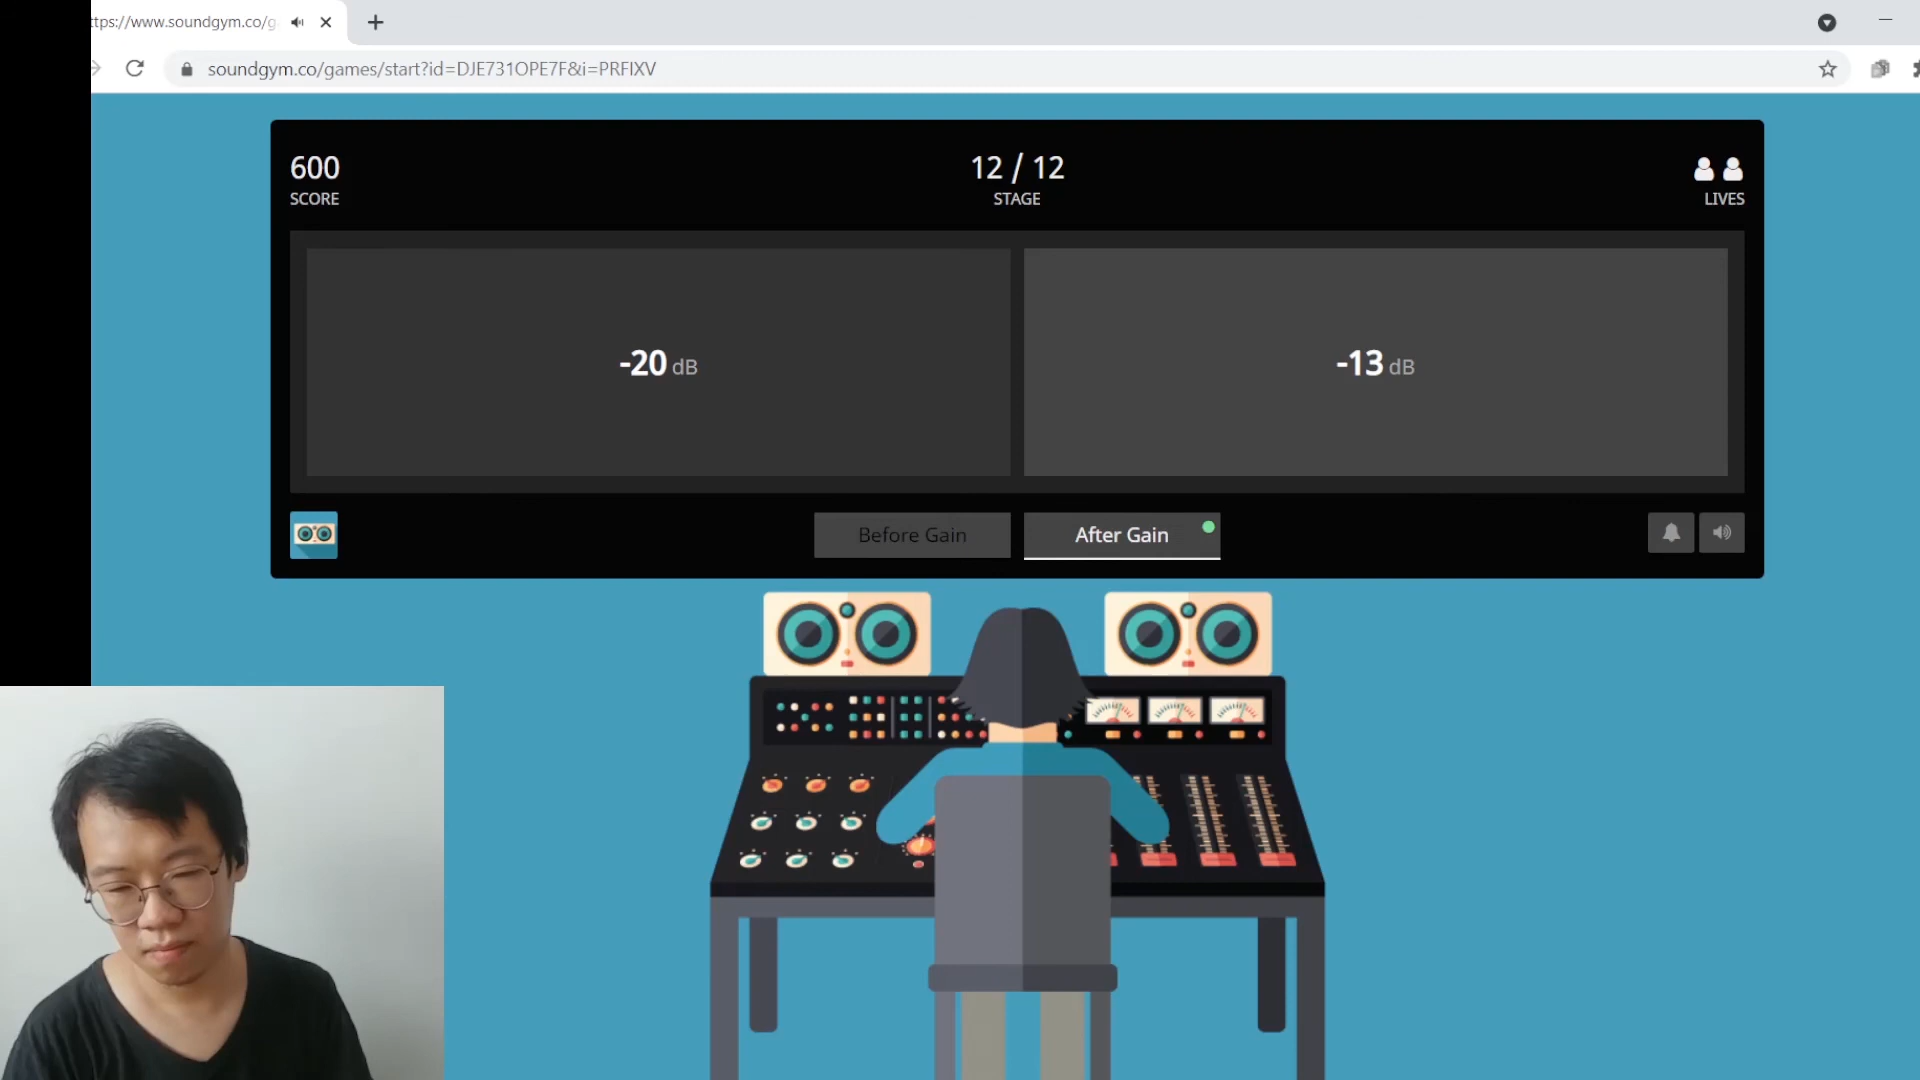 ttps://www.soundgym.co/g
soundgym.co/games/start?id=DJE731OPE7F&i=PRFIXV
600
SCORE
12 / 12
STAGE
LIVES
-20 dB
-13 dB
Before Gain
After Gain